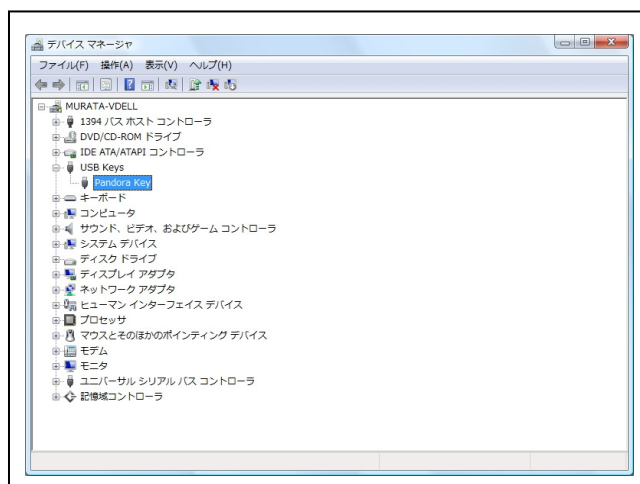 デバイス マネージャ
ファイル(F) 操作(A) 表示(V) ヘルプ(H)
MURATA-VDELL
1394 バス ホスト コントローラ
DVD/CD-ROM ドライブ
IDE ATA/ATAPI コントローラ
USB Keys
Pandora Key
キーボード
コンピュータ
サウンド、ビデオ、およびゲーム コントローラ
システム デバイス
ディスク ドライブ
ディスプレイ アダプタ
ネットワーク アダプタ
ヒューマン インターフェイス デバイス
プロセッサ
マウスとそのほかのポインティング デバイス
モデム
モニタ
ユニバーサル シリアル バス コントローラ
記憶域コントローラ